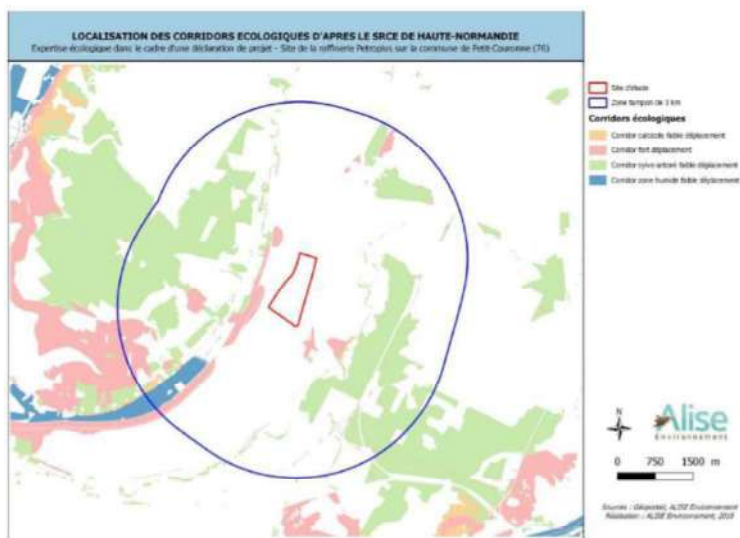 LOCALISATION DES CORRIDORS ECOLOGIQUES D'APRES LE SRCE DE HAUTE-NORMANDIE
Expertise écologique dans le cadre d'une déclaration de projet - Site de la raffinerie Petroplus sur la commune de Petit-Couronne (76)
Site d'étude
Zone tampon de 3 km
Corridors écologiques
Corridor calcicole faible déplacement
Corridor fort déplacement
Corridor sylvo-arboré faible déplacement
Corridor zone humide faible déplacement
N
Alise
Environnement
0 750 1500 m
Sources : Géoportail, ALISE Environnement
Réalisation : ALISE Environnement, 2018